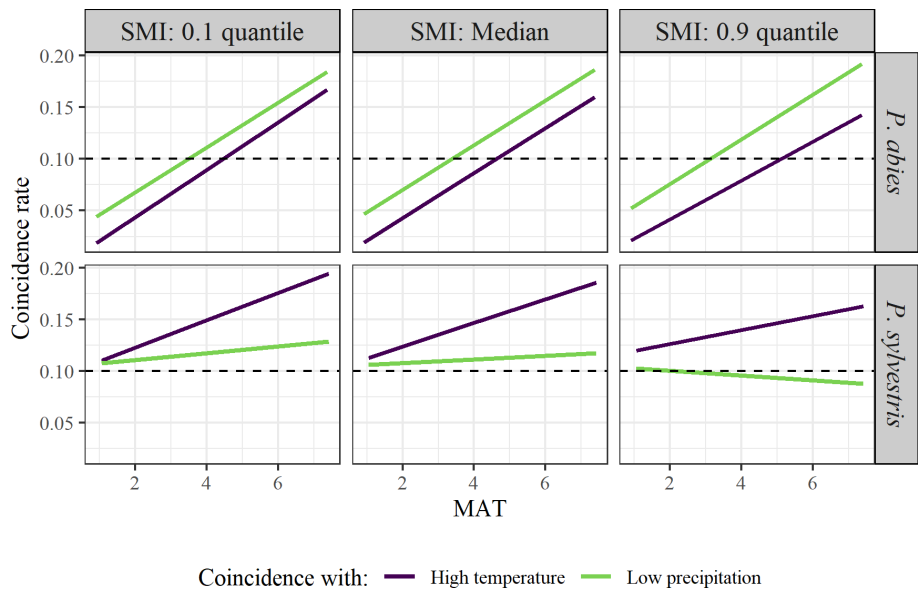 SMI: 0.1 quantile SMI: Median SMI: 0.9 quantile
0.20
0.15
0.10
0.05
P. abies
Coincidence rate
0.20
0.15
0.10
0.05
P. sylvestris
2 4 6 2 4 6 2 4 6
MAT
Coincidence with: High temperature Low precipitation